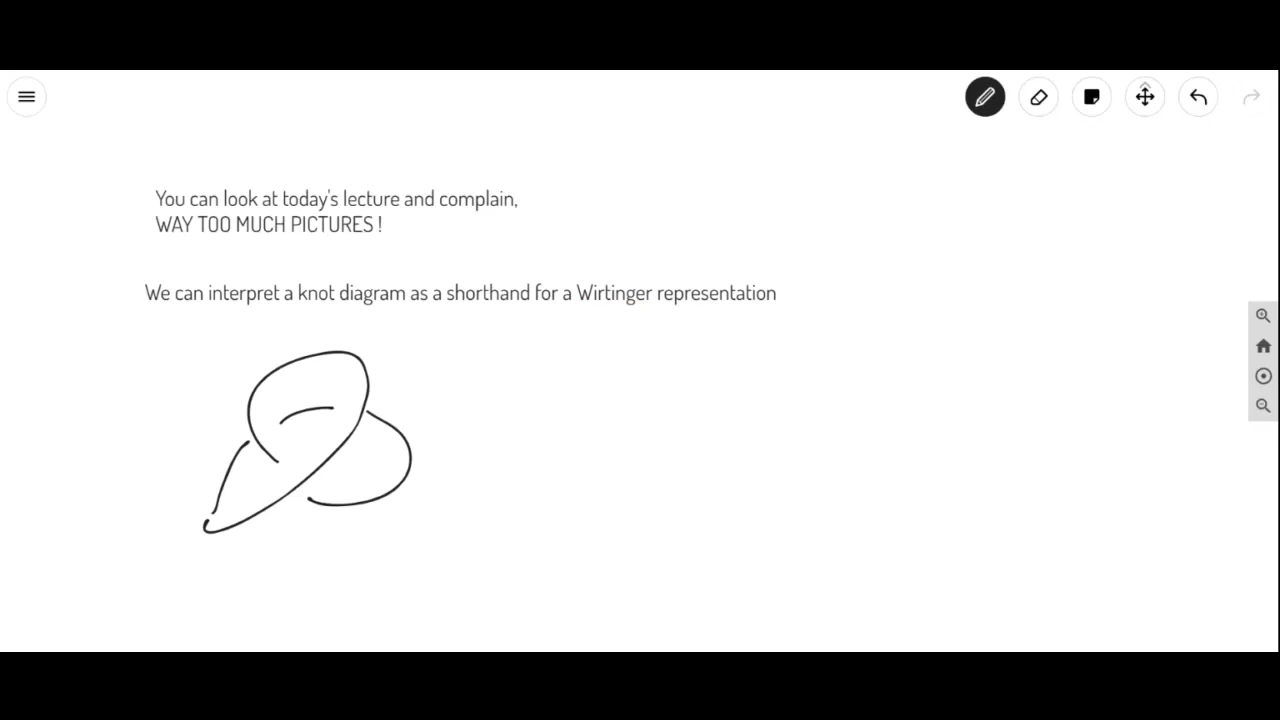 You can look at today's lecture and complain,
WAY TOO MUCH PICTURES !
We can interpret a knot diagram as a shorthand for a Wirtinger representation